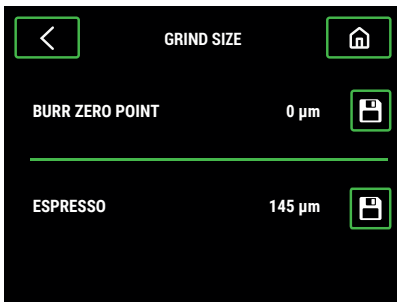 GRIND SIZE
BURR ZERO POINT 0 µm
ESPRESSO 145 µm